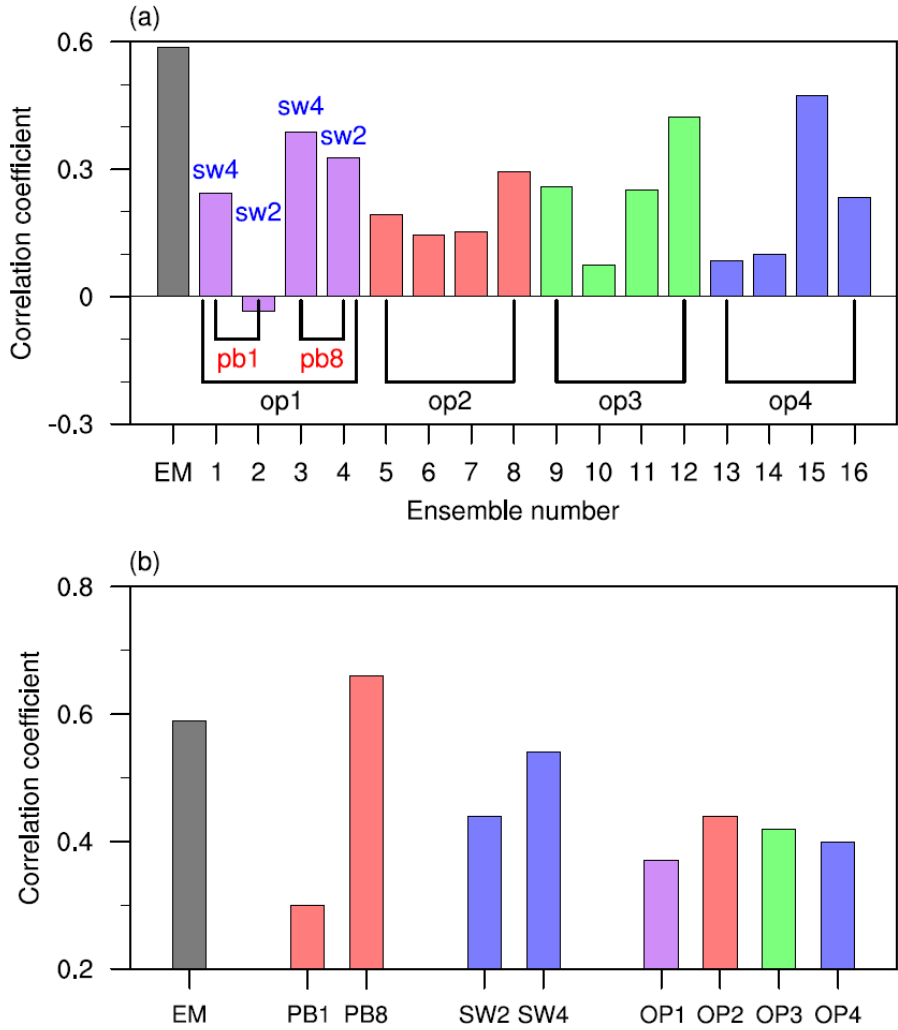 (a)
Correlation coefficient
0.6
0.3
0
-0.3
sw4
sw2
sw4
sw2
pb1
pb8
op1
op2
op3
op4
EM 1 2 3 4 5 6 7 8 9 10 11 12 13 14 15 16
Ensemble number
(b)
Correlation coefficient
0.8
0.6
0.4
0.2
EM PB1 PB8 SW2 SW4 OP1 OP2 OP3 OP4